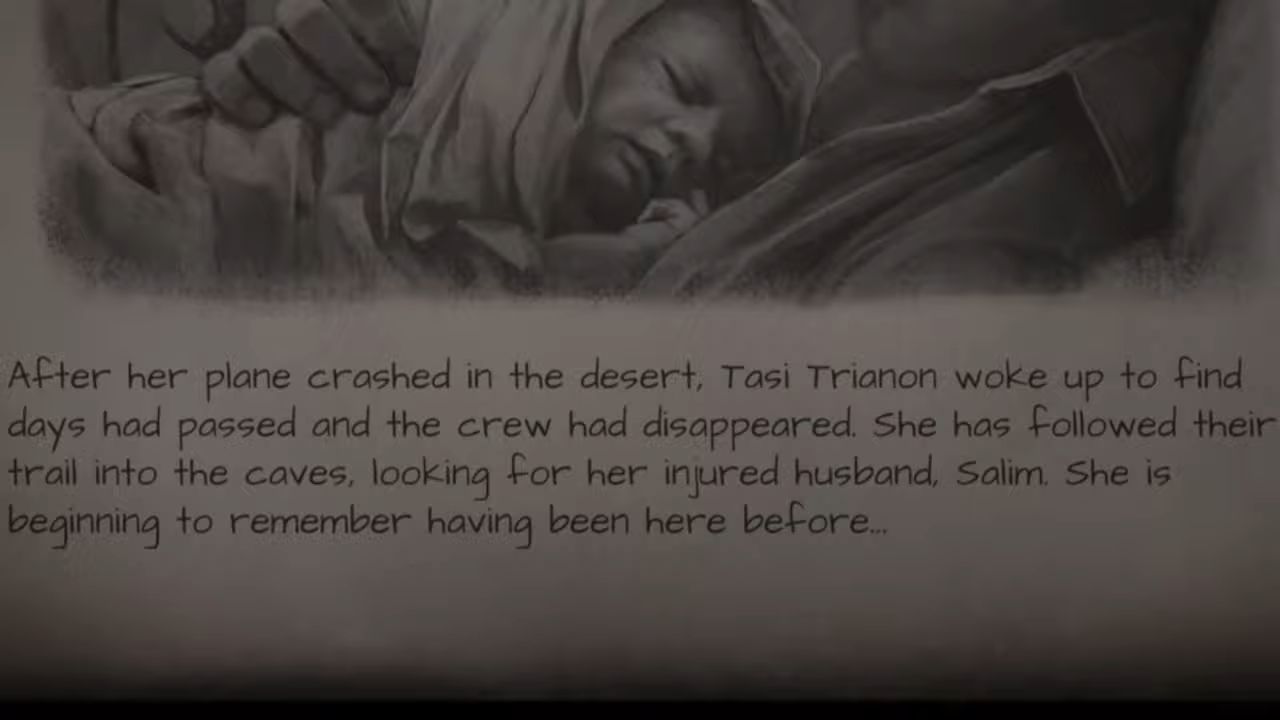 After her plane crashed in the desert, Tasi Trianon woke up to find
days had passed and the crew had disappeared. She has followed their
trail into the caves, looking for her injured husband, Salim. She is
beginning to remember having been here before...